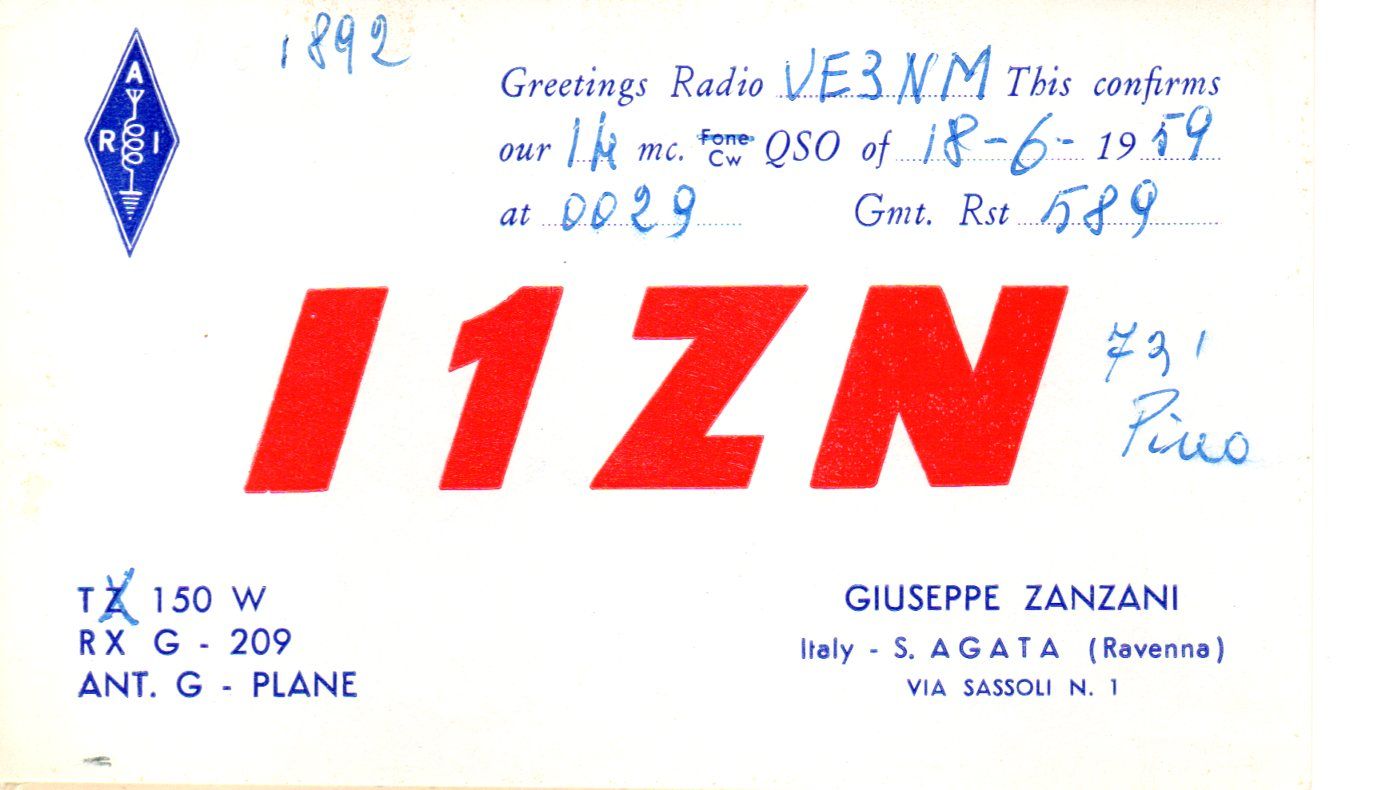 1892
A
R I
Greetings Radio VE3NM This confirms
our 14 mc. Fone Cw QSO of 18-6- 1959
at 0029 Gmt. Rst 589
I1ZN
73'
Pino
TX 150 W
RX G - 209
ANT. G - PLANE
GIUSEPPE ZANZANI
Italy - S. AGATA (Ravenna)
VIA SASSOLI N. 1